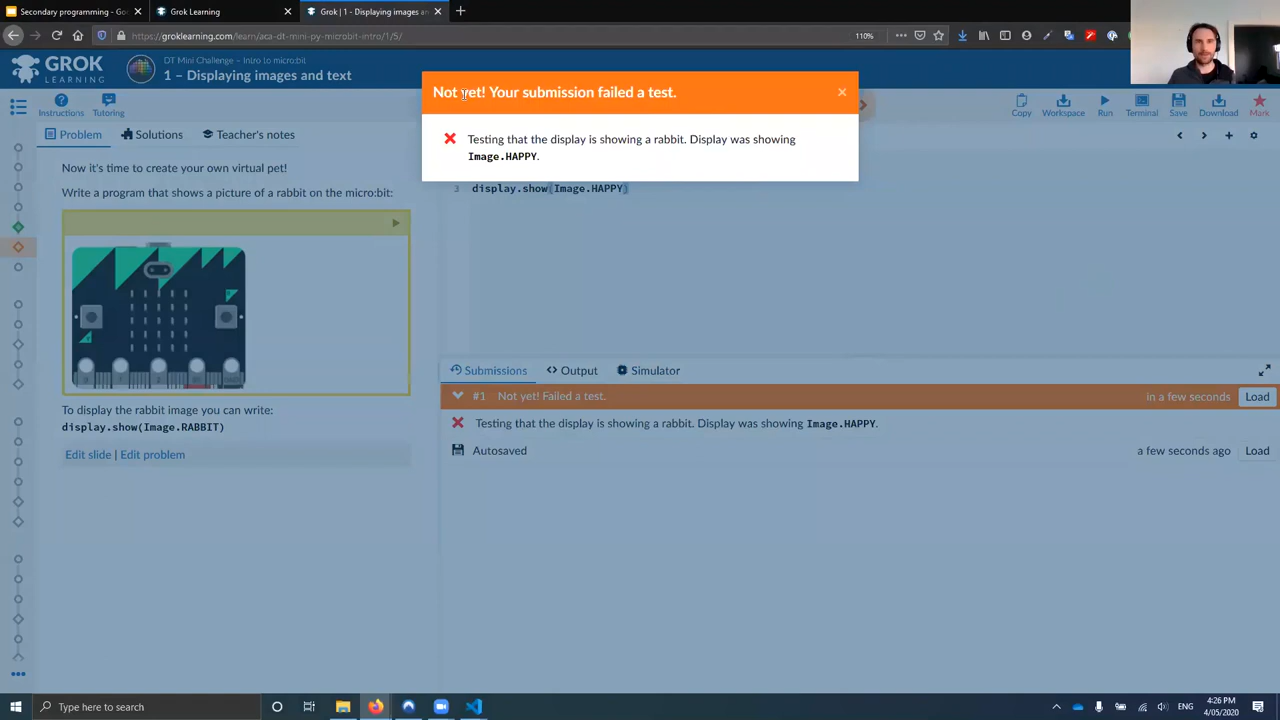 Secondary programming - Go
Grok Learning
Grok | 1 - Displaying images an
https://groklearning.com/learn/aca-dt-mini-py-microbit-intro/1/5/
110%
GROK
LEARNING
DT Mini Challenge – Intro to micro:bit
1 – Displaying images and text
Instructions
Tutoring
Copy
Workspace
Run
Terminal
Save
Download
Mark
Problem
Solutions
Teacher's notes
Not yet! Your submission failed a test.
Testing that the display is showing a rabbit. Display was showing
Image.HAPPY.
Now it's time to create your own virtual pet!
Write a program that shows a picture of a rabbit on the micro:bit:
3 display.show(Image.HAPPY)
To display the rabbit image you can write:
display.show(Image.RABBIT)
Edit slide | Edit problem
Submissions
Output
Simulator
#1 Not yet! Failed a test.
in a few seconds
Load
Testing that the display is showing a rabbit. Display was showing Image.HAPPY.
Autosaved
a few seconds ago
Load
Type here to search
ENG
4:26 PM
4/05/2020